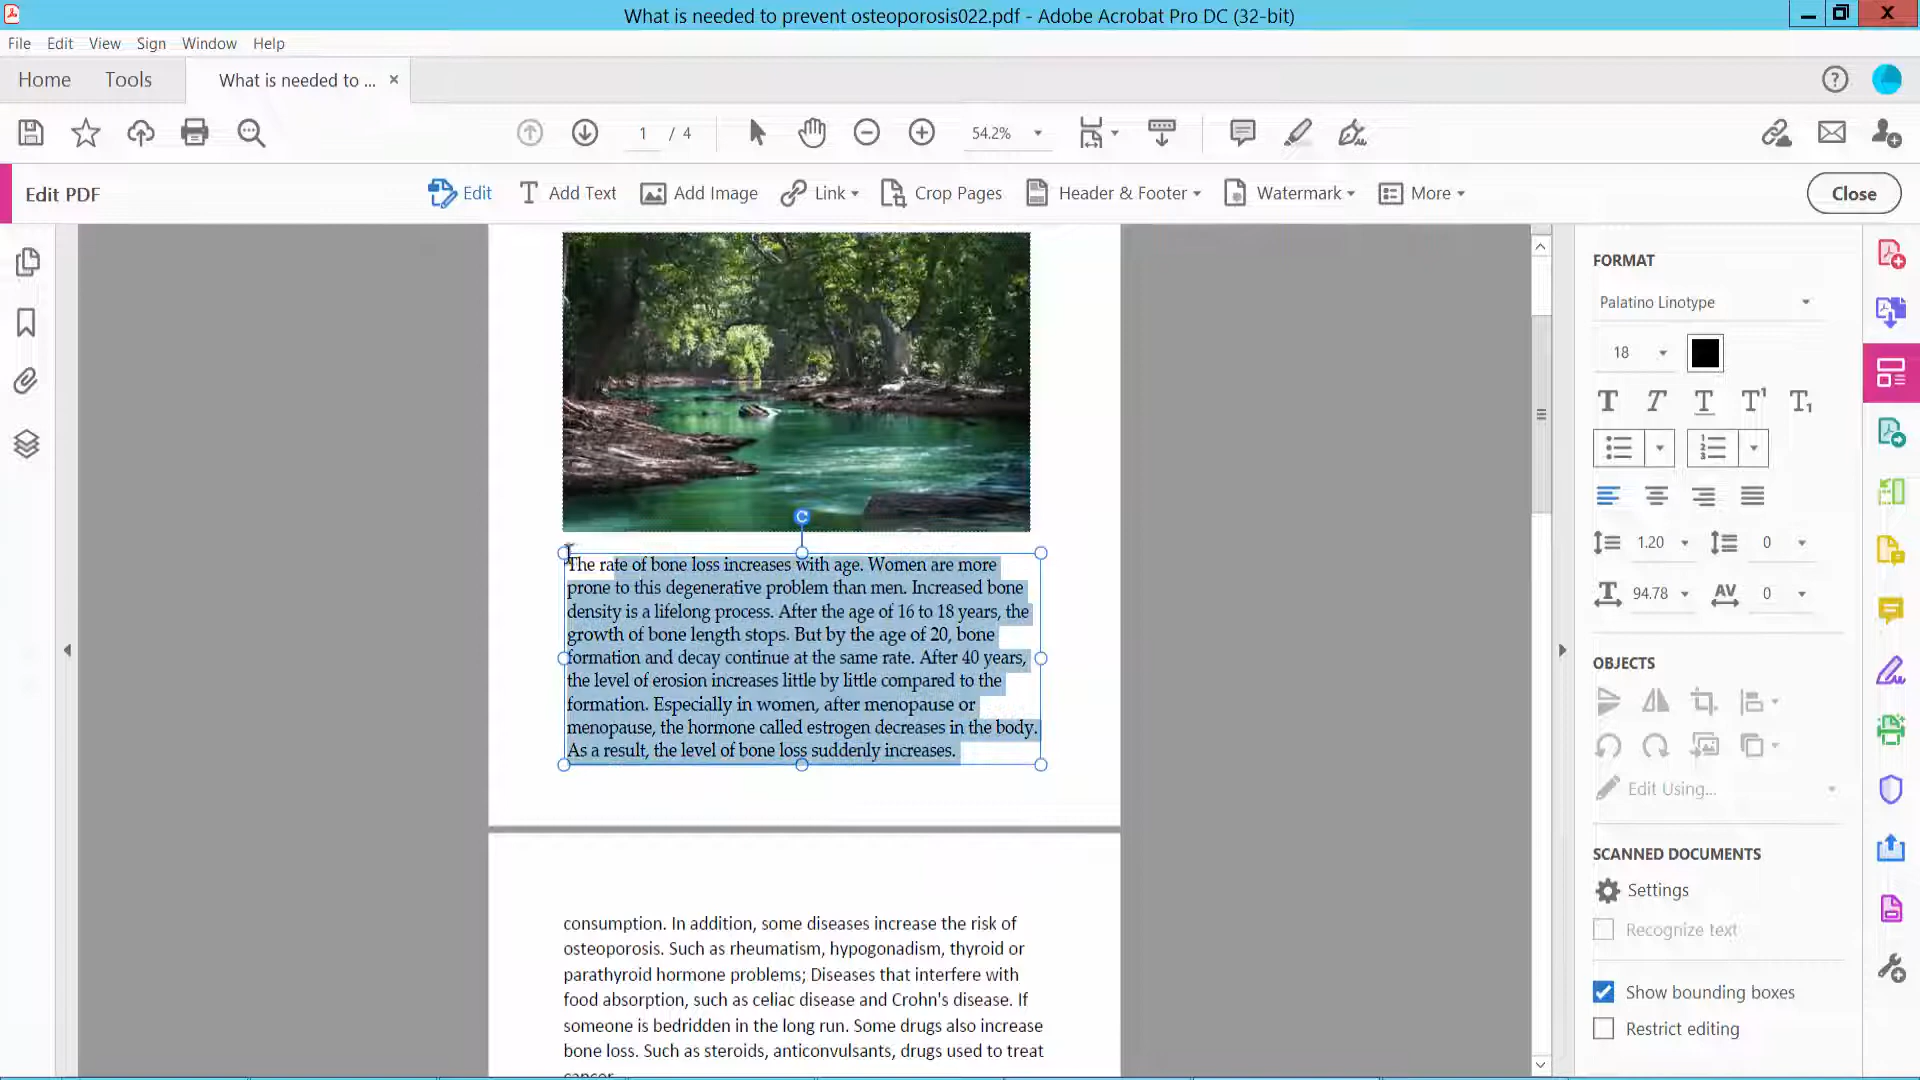 What is needed to prevent osteoporosis022.pdf - Adobe Acrobat Pro DC (32-bit)
File Edit View Sign Window Help
Home Tools What is needed to ... ×
1 / 4 54.2%
Edit PDF Edit Add Text Add Image Link Crop Pages Header & Footer Watermark More Close
The rate of bone loss increases with age. Women are more
prone to this degenerative problem than men. Increased bone
density is a lifelong process. After the age of 16 to 18 years, the
growth of bone length stops. But by the age of 20, bone
formation and decay continue at the same rate. After 40 years,
the level of erosion increases little by little compared to the
formation. Especially in women, after menopause or
menopause, the hormone called estrogen decreases in the body.
As a result, the level of bone loss suddenly increases.
consumption. In addition, some diseases increase the risk of
osteoporosis. Such as rheumatism, hypogonadism, thyroid or
parathyroid hormone problems; Diseases that interfere with
food absorption, such as celiac disease and Crohn's disease. If
someone is bedridden in the long run. Some drugs also increase
bone loss. Such as steroids, anticonvulsants, drugs used to treat
cancer
FORMAT
Palatino Linotype
18
1.20 0
94.78 0
OBJECTS
Edit Using...
SCANNED DOCUMENTS
Settings
Recognize text
Show bounding boxes
Restrict editing